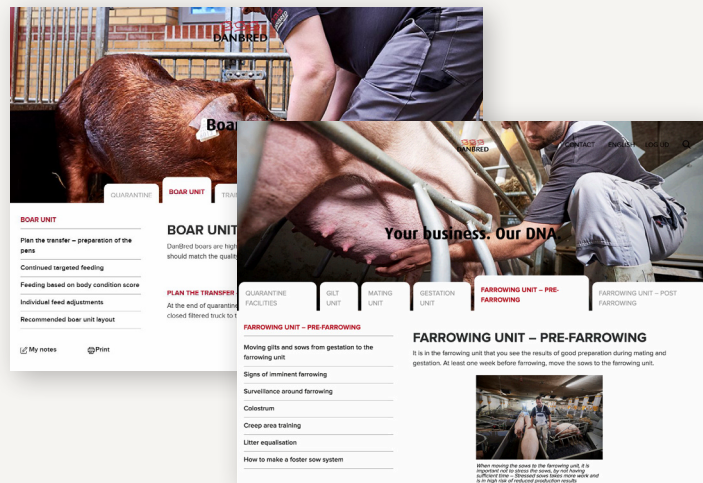 DANBRED
Boar
QUARANTINE
BOAR UNIT
BOAR UNIT
Plan the transfer – preparation of the
pens
Continued targeted feeding
Feeding based on body condition score
Individual feed adjustments
Recommended boar unit layout
My notes
Print
BOAR UNIT
DanBred boars are high
should match the quality
PLAN THE TRANSFER
At the end of quarantine
closed filtered truck to
DANBRED
CONTACT
ENGLISH
LOG UD
Your business. Our DNA.
QUARANTINE
FACILITIES
GILT
UNIT
MATING
UNIT
GESTATION
UNIT
FARROWING UNIT – PRE-
FARROWING
FARROWING UNIT – POST
FARROWING
FARROWING UNIT – PRE-FARROWING
Moving gilts and sows from gestation to the
farrowing unit
Signs of imminent farrowing
Surveillance around farrowing
Colostrum
Creep area training
Litter equalisation
How to make a foster sow system
FARROWING UNIT – PRE-FARROWING
It is in the farrowing unit that you see the results of good preparation during mating and
gestation. At least one week before farrowing, move the sows to the farrowing unit.
When moving the sows to the farrowing unit, it is
important not to stress the sows, by not having
sufficient time – Stressed sows takes more work and
is in high risk of reduced production results